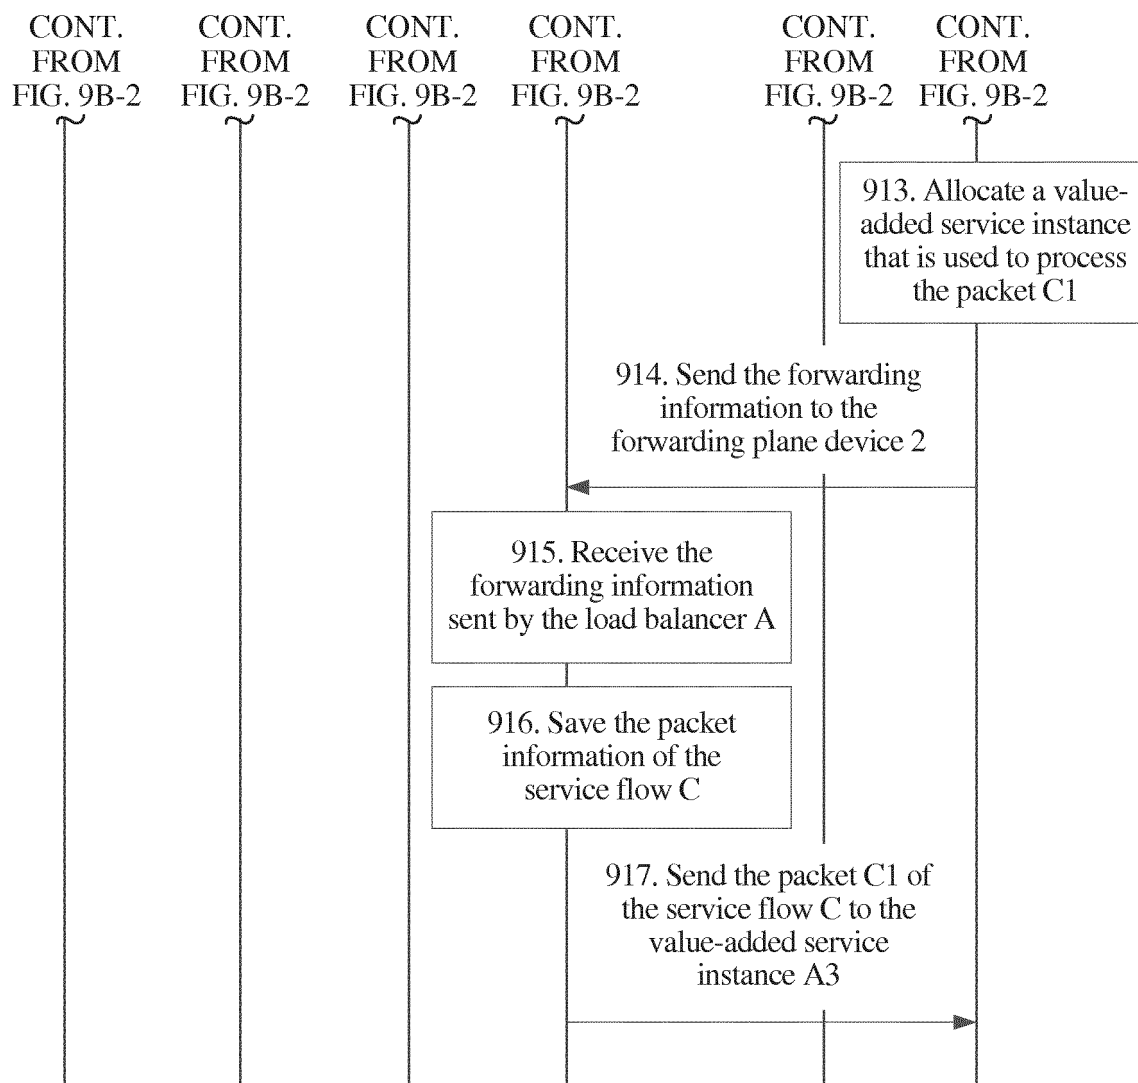 CONT. FROM FIG. 9B-2
CONT. FROM FIG. 9B-2
CONT. FROM FIG. 9B-2
CONT. FROM FIG. 9B-2
CONT. FROM FIG. 9B-2
CONT. FROM FIG. 9B-2
913. Allocate a value-
added service instance
that is used to process
the packet C1
914. Send the forwarding
information to the
forwarding plane device 2
915. Receive the
forwarding information
sent by the load balancer A
916. Save the packet
information of the
service flow C
917. Send the packet C1 of
the service flow C to the
value-added service
instance A3